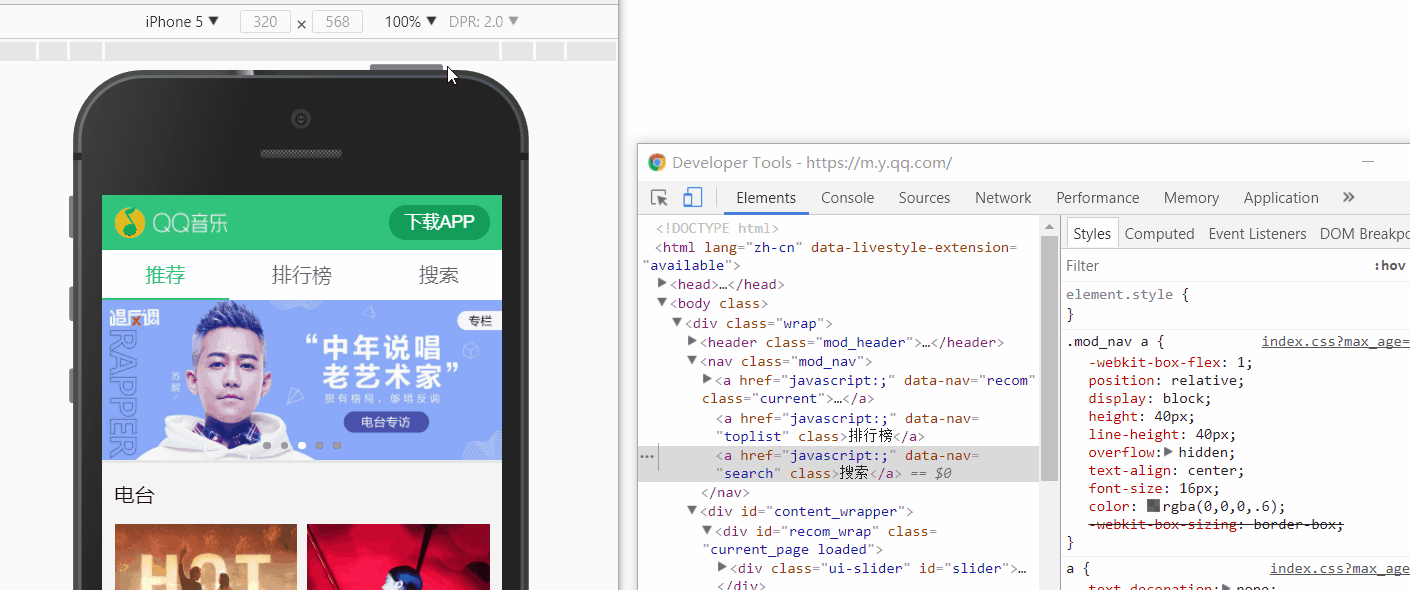 iPhone 5 ▼ 320 × 568 100% ▼ DPR: 2.0 ▼
QQ音乐 下载APP
推荐 排行榜 搜索
唱反调
专栏
RAPPER
苏醒
“中年说唱
老艺术家”
很有格局，够唱反调
电台专访
电台
HOT
Developer Tools - https://m.y.qq.com/
Elements Console Sources Network Performance Memory Application »
<!DOCTYPE html>
<html lang="zh-cn" data-livestyle-extension=
"available">
▶<head>…</head>
▼<body class>
▼<div class="wrap">
▶<header class="mod_header">…</header>
▼<nav class="mod_nav">
▶<a href="javascript:;" data-nav="recom"
class="current">…</a>
<a href="javascript:;" data-nav=
"toplist" class>排行榜</a>
<a href="javascript:;" data-nav=
"search" class>搜索</a> == $0
</nav>
▼<div id="content_wrapper">
▼<div id="recom_wrap" class=
"current_page loaded">
▶<div class="ui-slider" id="slider">…
</div>
Styles Computed Event Listeners DOM Breakpo
Filter :hov
element.style {
}
.mod_nav a { index.css?max_age=
-webkit-box-flex: 1;
position: relative;
display: block;
height: 40px;
line-height: 40px;
overflow:▶ hidden;
text-align: center;
font-size: 16px;
color: rgba(0,0,0,.6);
-webkit-box-sizing: border-box;
}
a { index.css?max_age=
text-decoration:▶ none;